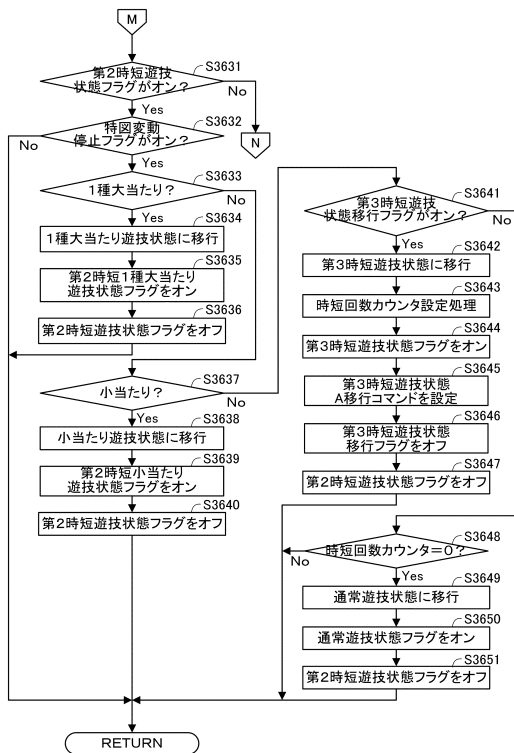 M
第2時短遊技
状態フラグがオン？
S3631
No
Yes
N
特図変動
停止フラグがオン？
S3632
No
Yes
1種大当たり？
S3633
No
Yes
S3634
1種大当たり遊技状態に移行
S3635
第2時短1種大当たり
遊技状態フラグをオン
S3636
第2時短遊技状態フラグをオフ
小当たり？
S3637
No
Yes
S3638
小当たり遊技状態に移行
S3639
第2時短小当たり
遊技状態フラグをオン
S3640
第2時短遊技状態フラグをオフ
第3時短遊技
状態移行フラグがオン？
S3641
No
Yes
S3642
第3時短遊技状態に移行
S3643
時短回数カウンタ設定処理
S3644
第3時短遊技状態フラグをオン
S3645
第3時短遊技状態
A移行コマンドを設定
S3646
第3時短遊技状態
移行フラグをオフ
S3647
第2時短遊技状態フラグをオフ
S3648
時短回数カウンタ＝0？
No
Yes
S3649
通常遊技状態に移行
S3650
通常遊技状態フラグをオン
S3651
第2時短遊技状態フラグをオフ
RETURN